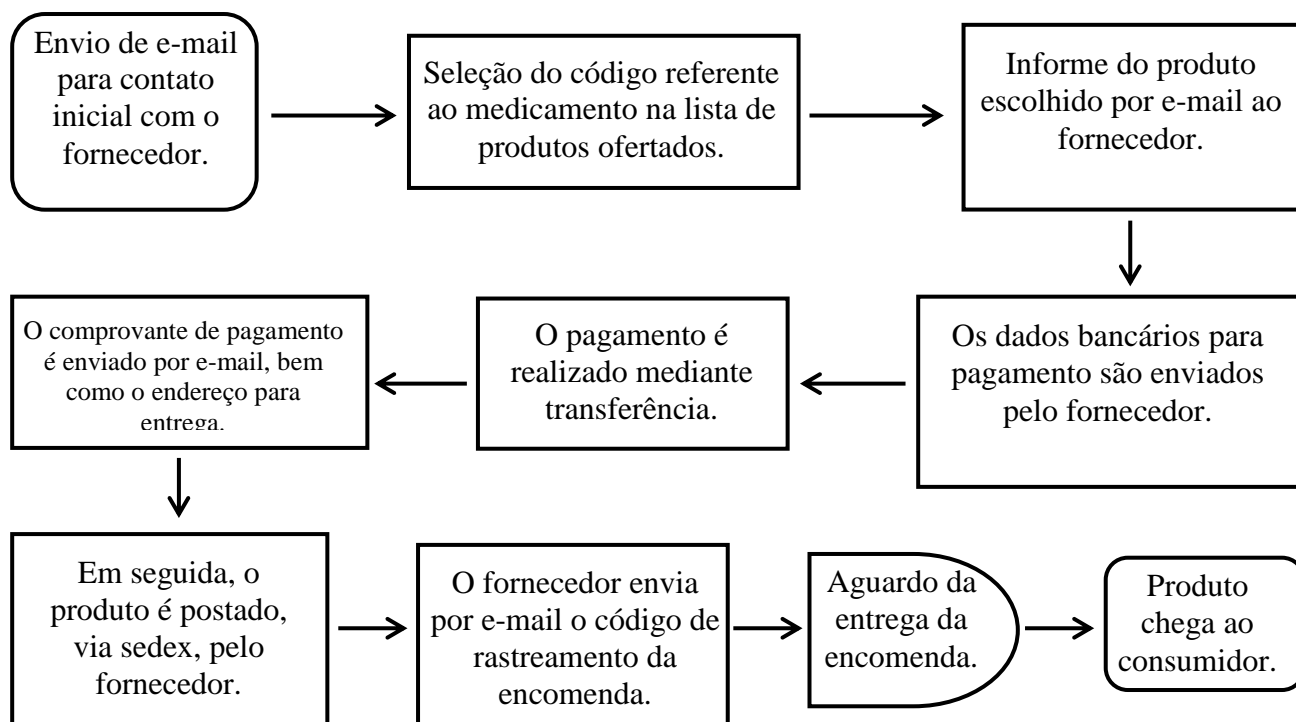 Envio de e-mail
para contato
inicial com o
fornecedor.
Seleção do código referente
ao medicamento na lista de
produtos ofertados.
Informe do produto
escolhido por e-mail ao
fornecedor.
Os dados bancários para
pagamento são enviados
pelo fornecedor.
O pagamento é
realizado mediante
transferência.
O comprovante de pagamento
é enviado por e-mail, bem
como o endereço para
entrega.
Em seguida, o
produto é postado,
via sedex, pelo
fornecedor.
O fornecedor envia
por e-mail o código de
rastreamento da
encomenda.
Aguardo da
entrega da
encomenda.
Produto
chega ao
consumidor.